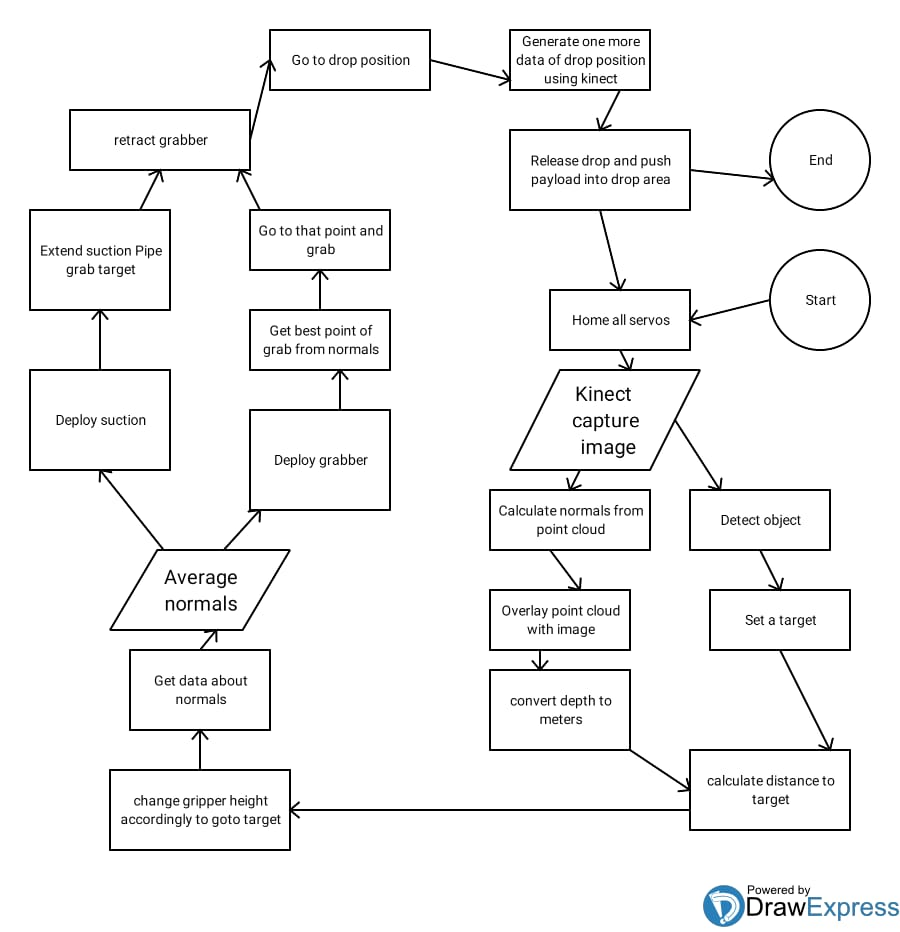 Go to drop position
Generate one more
data of drop position
using kinect
retract grabber
Release drop and push
payload into drop area
End
Extend suction Pipe
grab target
Go to that point and
grab
Home all servos
Start
Get best point of
grab from normals
Deploy suction
Kinect
capture
image
Deploy grabber
Calculate normals from
point cloud
Detect object
Average
normals
Overlay point cloud
with image
Set a target
Get data about
normals
convert depth to
meters
calculate distance to
target
change gripper height
accordingly to goto target
Powered by
DrawExpress